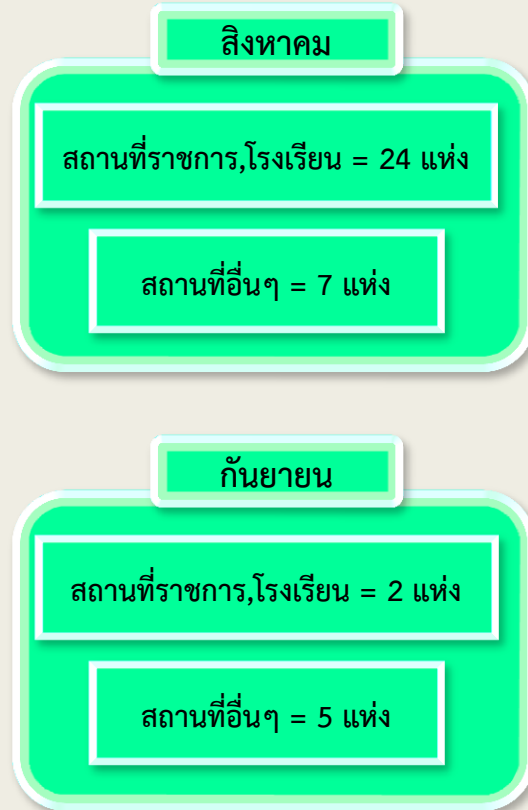 สิงหาคม
สถานที่ราชการ,โรงเรียน = 24 แห่ง
สถานที่อื่นๆ = 7 แห่ง
กันยายน
สถานที่ราชการ,โรงเรียน = 2 แห่ง
สถานที่อื่นๆ = 5 แห่ง